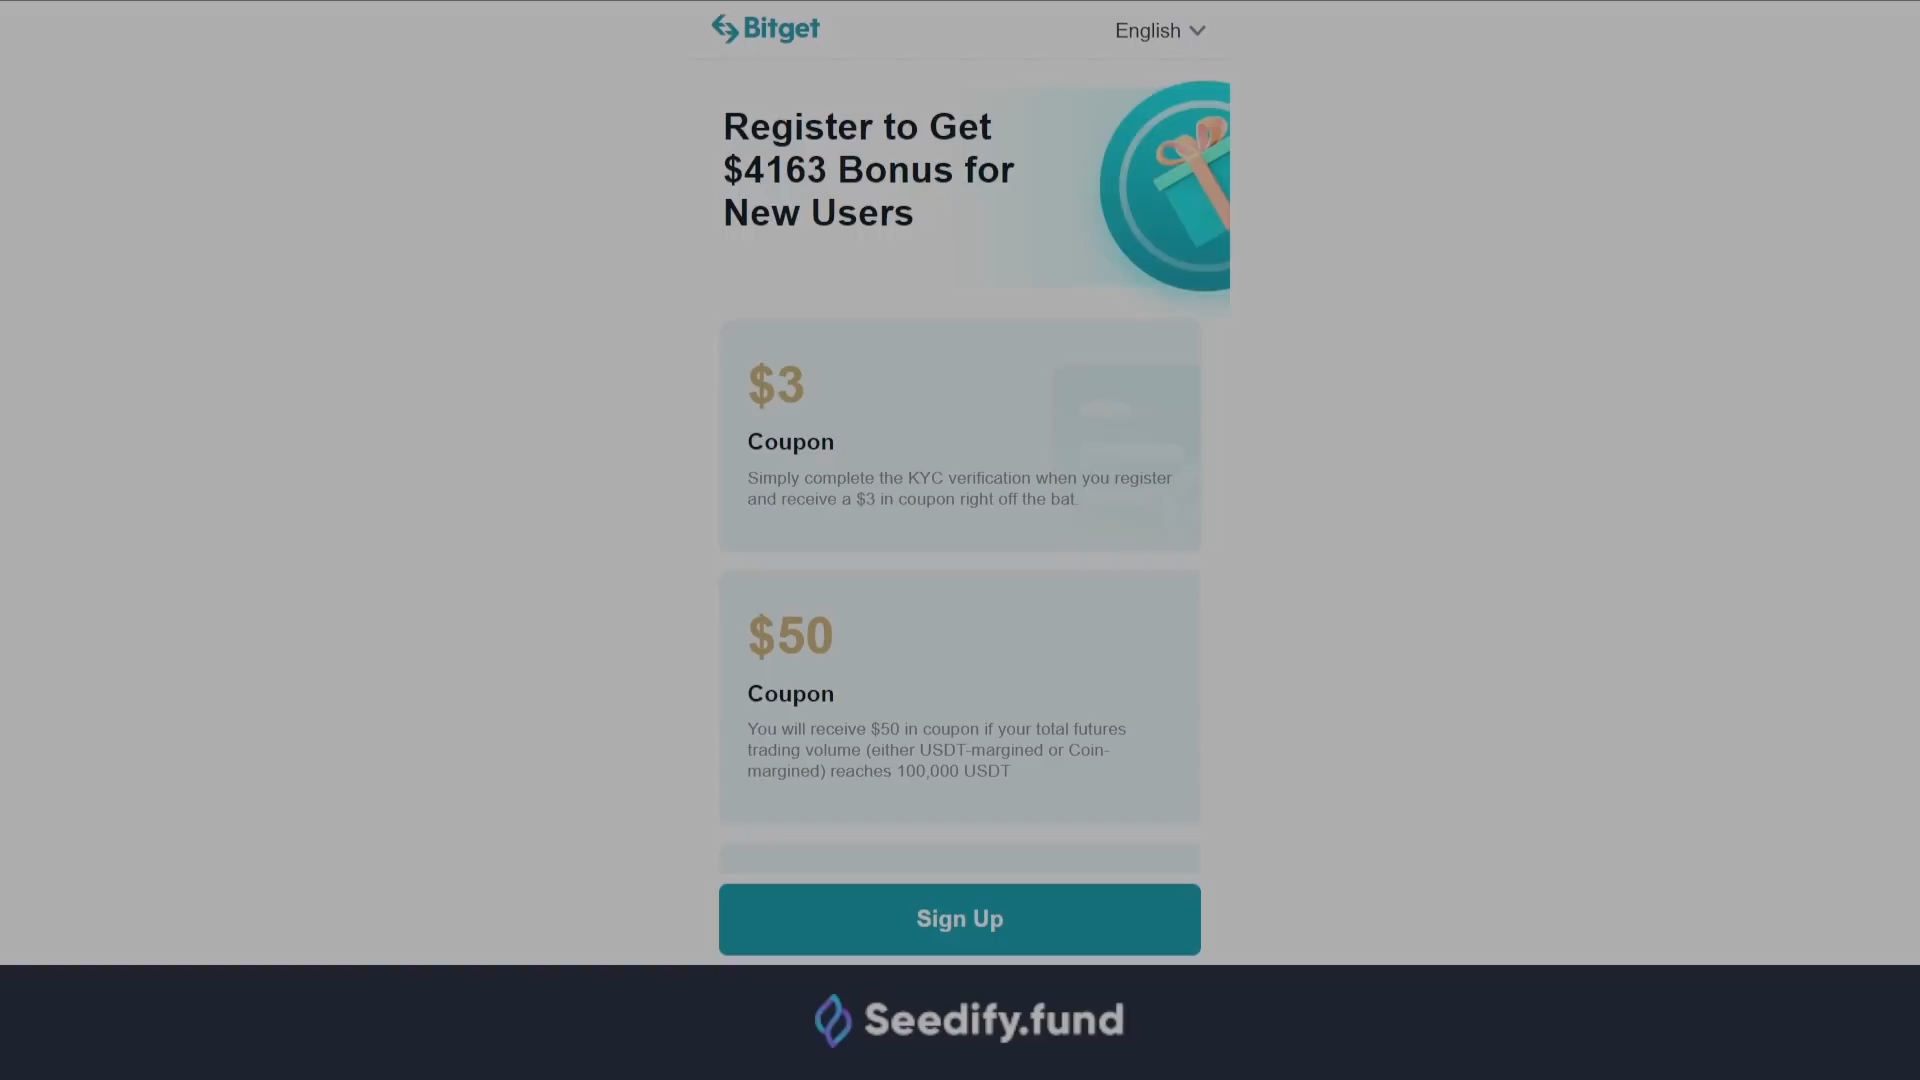 Bitget
English
Register to Get
$4163 Bonus for
New Users
$3
Coupon
Simply complete the KYC verification when you register
and receive a $3 in coupon right off the bat.
$50
Coupon
You will receive $50 in coupon if your total futures
trading volume (either USDT-margined or Coin-
margined) reaches 100,000 USDT
Sign Up
Seedify.fund